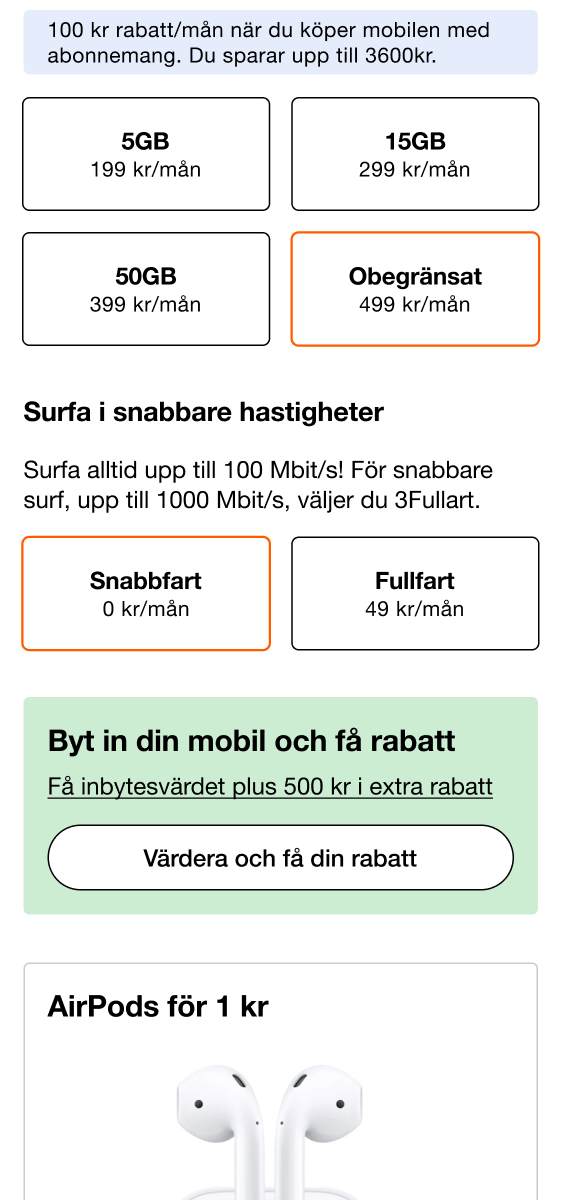 100 kr rabatt/mån när du köper mobilen med
abonnemang. Du sparar upp till 3600kr.
5GB
199 kr/mån
15GB
299 kr/mån
50GB
399 kr/mån
Obegränsat
499 kr/mån
Surfa i snabbare hastigheter
Surfa alltid upp till 100 Mbit/s! För snabbare
surf, upp till 1000 Mbit/s, väljer du 3Fullart.
Snabbfart
0 kr/mån
Fullfart
49 kr/mån
Byt in din mobil och få rabatt
Få inbytesvärdet plus 500 kr i extra rabatt
Värdera och få din rabatt
AirPods för 1 kr